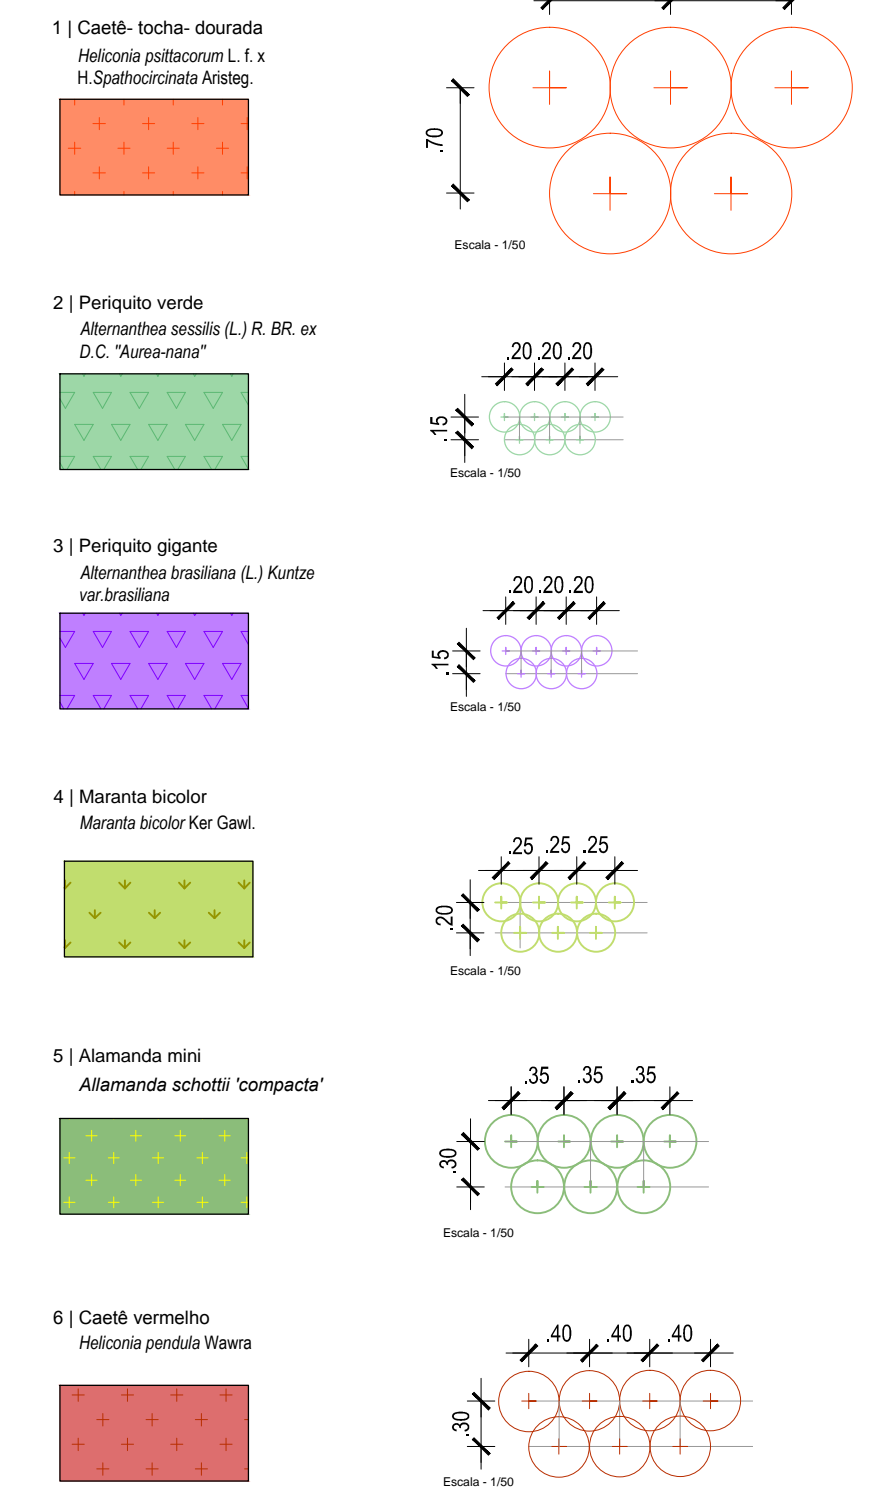 1 | Caetê- tocha- dourada
Heliconia psittacorum L. f. x
H.Spathocircinata Aristeg.
.70
Escala - 1/50
2 | Periquito verde
Alternanthea sessilis (L.) R. BR. ex
D.C. "Aurea-nana"
.20 .20 .20
.15
Escala - 1/50
3 | Periquito gigante
Alternanthea brasiliana (L.) Kuntze
var.brasiliana
.20 .20 .20
.15
Escala - 1/50
4 | Maranta bicolor
Maranta bicolor Ker Gawl.
.25 .25 .25
.20
Escala - 1/50
5 | Alamanda mini
Allamanda schottii 'compacta'
.35 .35 .35
.30
Escala - 1/50
6 | Caetê vermelho
Heliconia pendula Wawra
.40 .40 .40
.30
Escala - 1/50